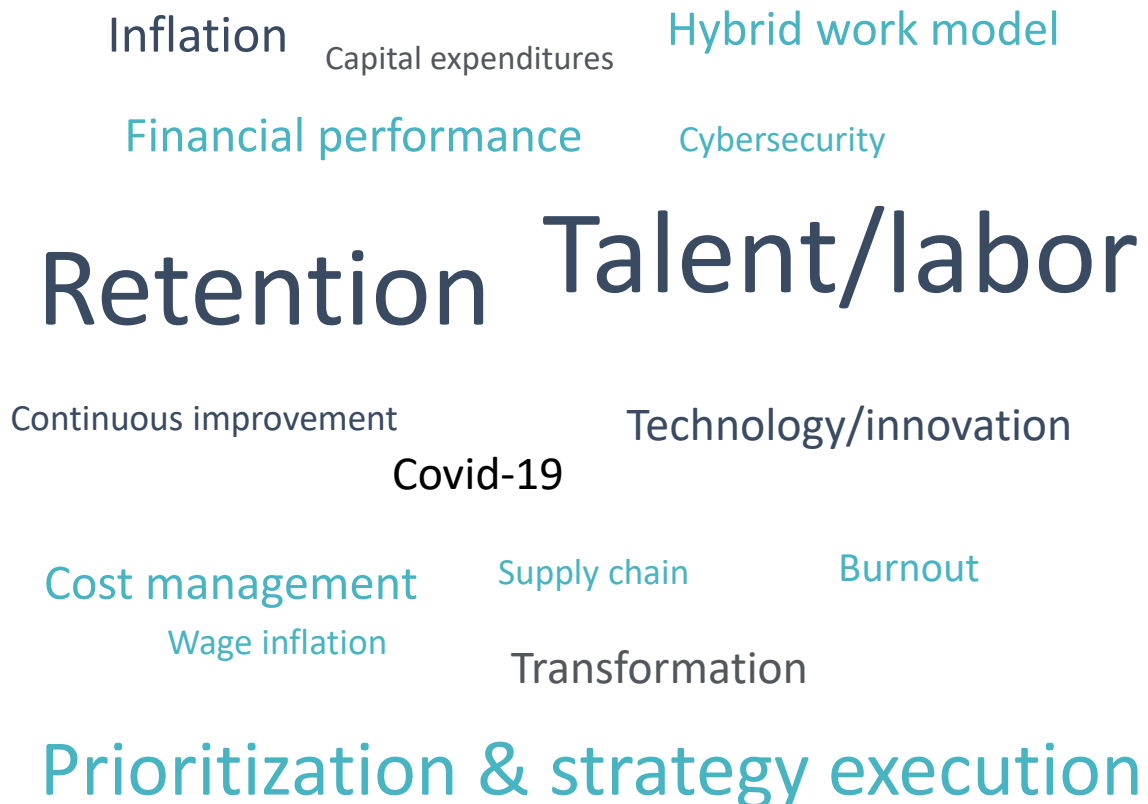 Inflation
Capital expenditures
Hybrid work model
Financial performance
Cybersecurity
Retention
Talent/labor
Continuous improvement
Technology/innovation
Covid-19
Cost management
Supply chain
Burnout
Wage inflation
Transformation
Prioritization & strategy execution